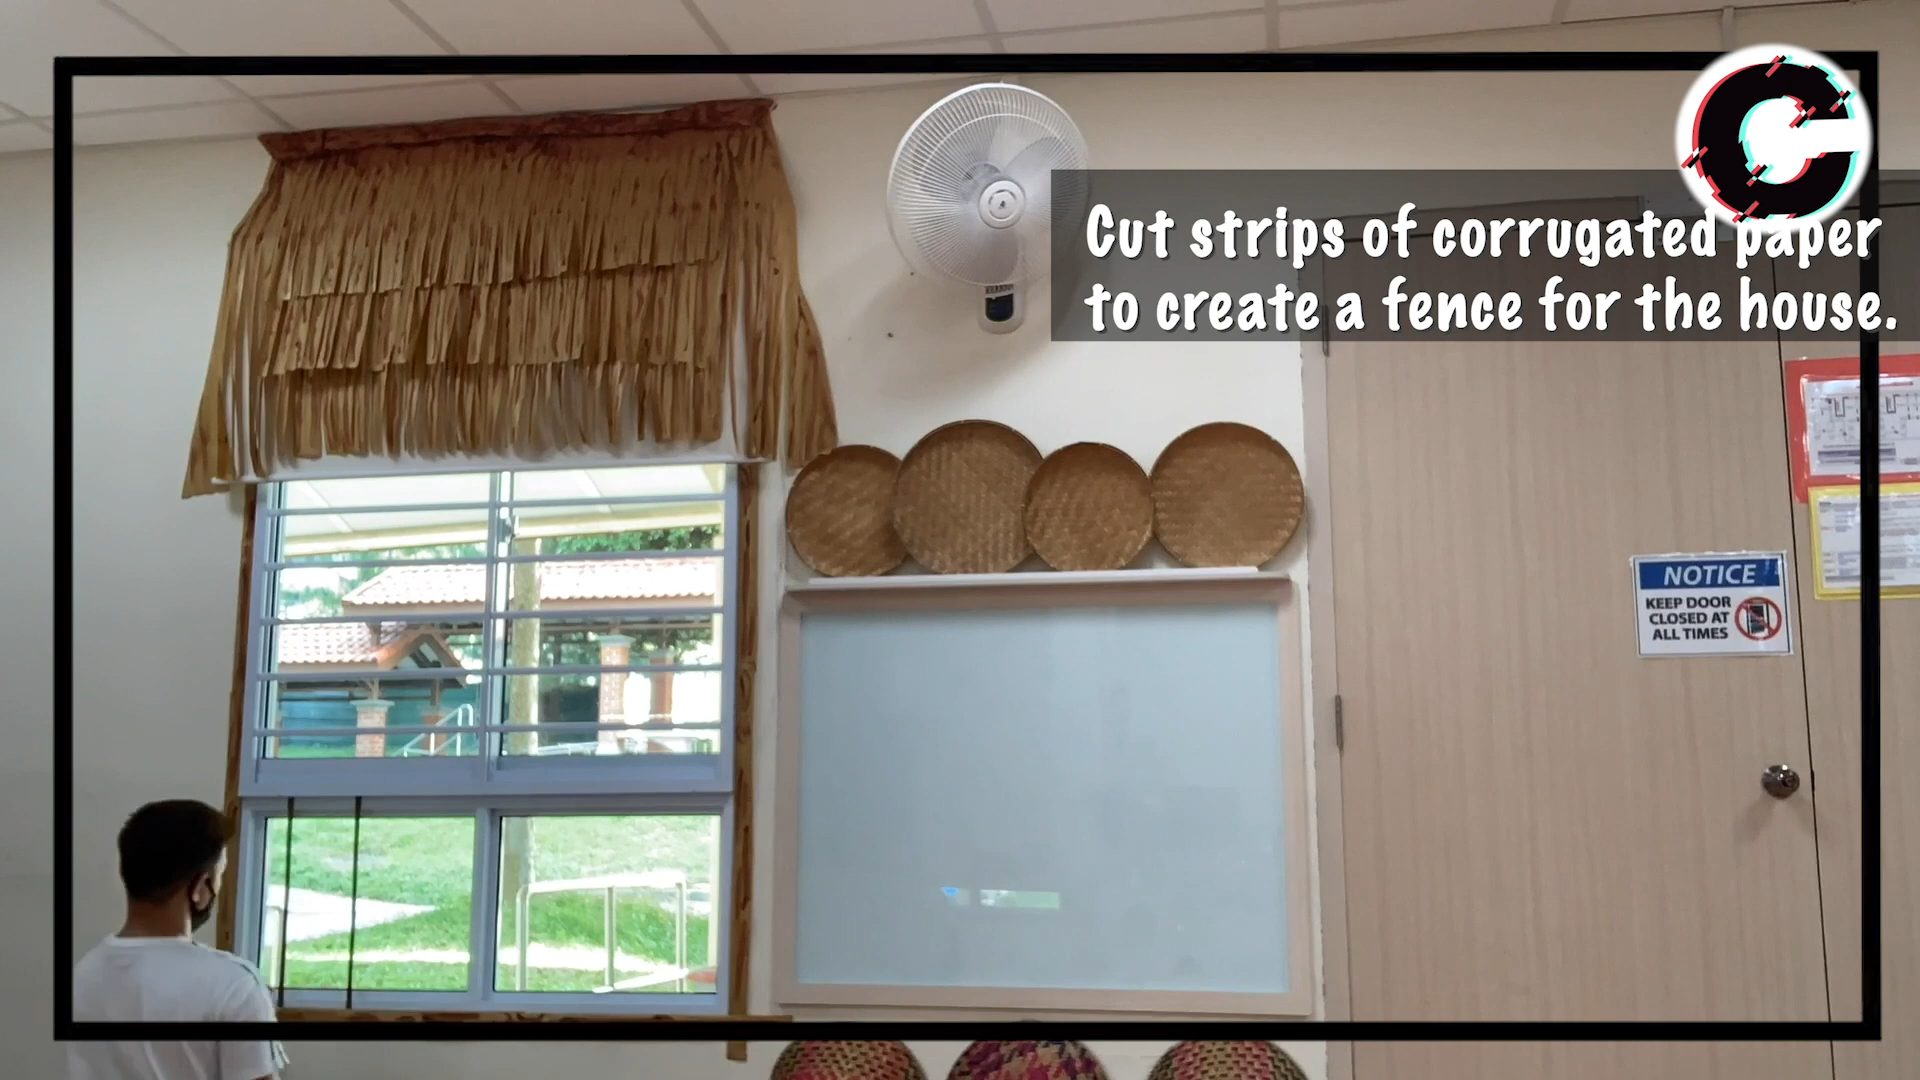 Cut strips of corrugated paper
to create a fence for the house.
NOTICE
KEEP DOOR
CLOSED AT
ALL TIMES